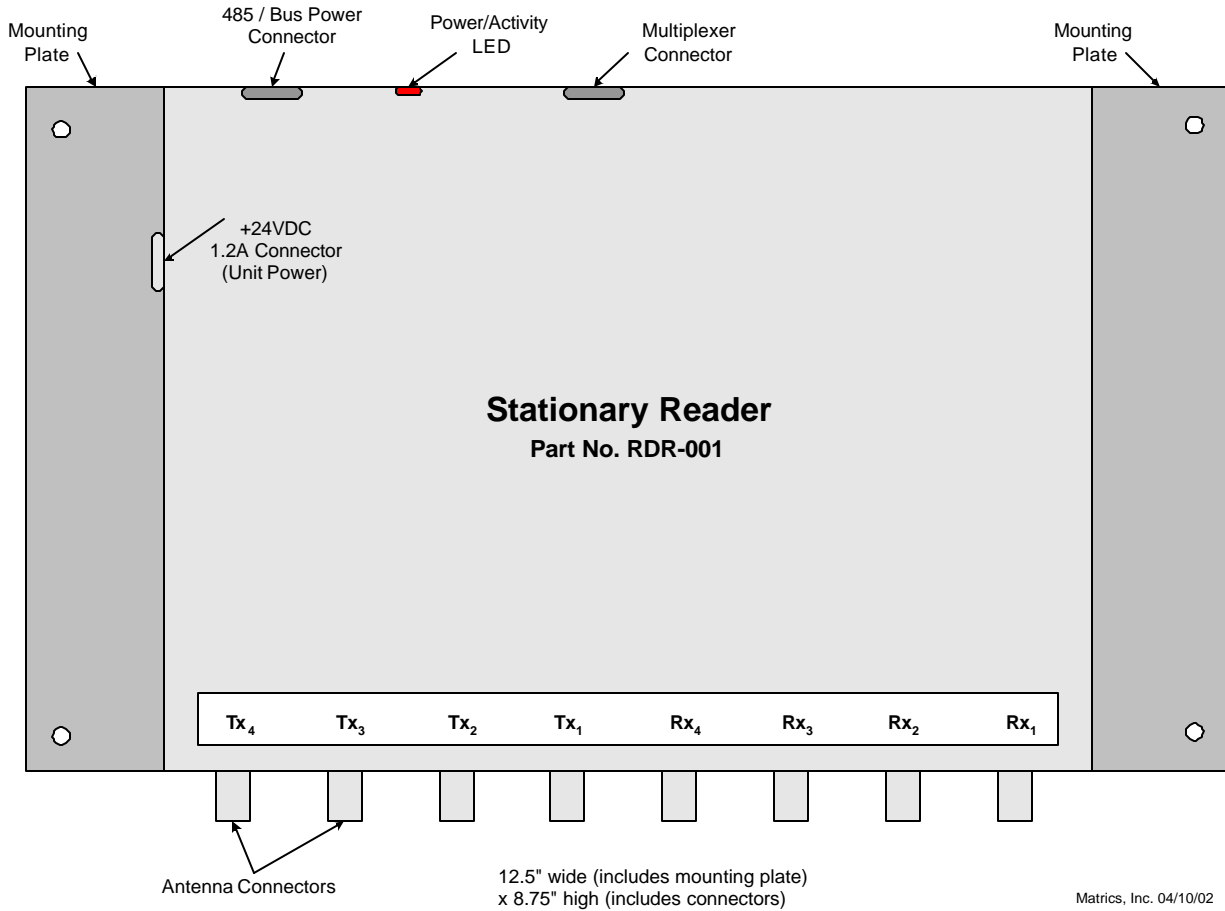 Mounting
Plate
485 / Bus Power
Connector
Power/Activity
LED
Multiplexer
Connector
Mounting
Plate
+24VDC
1.2A Connector
(Unit Power)
Stationary Reader
Part No. RDR-001
Tx4 Tx3 Tx2 Tx1 Rx4 Rx3 Rx2 Rx1
Antenna Connectors
12.5" wide (includes mounting plate)
x 8.75" high (includes connectors)
Matrics, Inc. 04/10/02